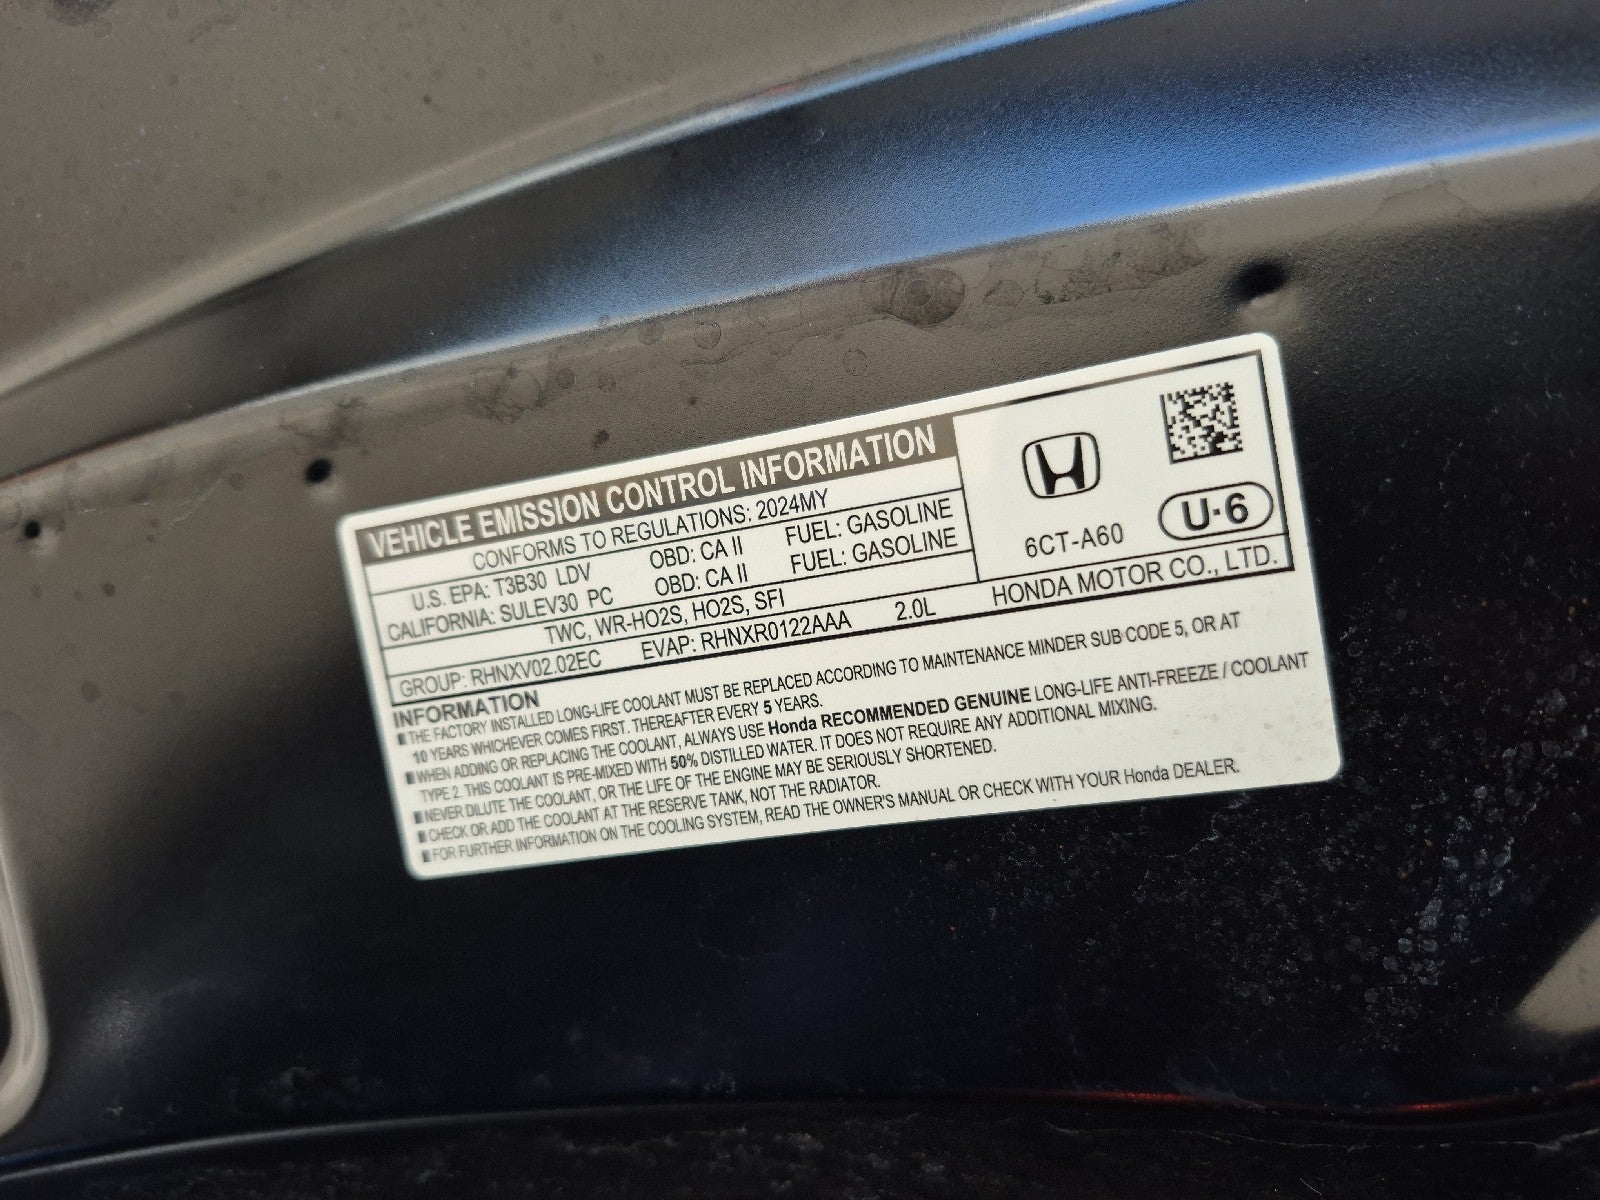 VEHICLE EMISSION CONTROL INFORMATION
CONFORMS TO REGULATIONS: 2024MY
U.S. EPA: T3B30 LDV OBD: CA II FUEL: GASOLINE
CALIFORNIA: SULEV30 PC OBD: CA II FUEL: GASOLINE
TWC, WR-HO2S, HO2S, SFI
GROUP: RHNXV02.02EC EVAP: RHNXR0122AAA 2.0L
6CT-A60
U·6
HONDA MOTOR CO., LTD.
INFORMATION
THE FACTORY INSTALLED LONG-LIFE COOLANT MUST BE REPLACED ACCORDING TO MAINTENANCE MINDER SUB CODE 5, OR AT
10 YEARS WHICHEVER COMES FIRST. THEREAFTER EVERY 5 YEARS.
WHEN ADDING OR REPLACING THE COOLANT, ALWAYS USE Honda RECOMMENDED GENUINE LONG-LIFE ANTI-FREEZE / COOLANT
TYPE 2. THIS COOLANT IS PRE-MIXED WITH 50% DISTILLED WATER. IT DOES NOT REQUIRE ANY ADDITIONAL MIXING.
NEVER DILUTE THE COOLANT, OR THE LIFE OF THE ENGINE MAY BE SERIOUSLY SHORTENED.
CHECK OR ADD THE COOLANT AT THE RESERVE TANK, NOT THE RADIATOR.
FOR FURTHER INFORMATION ON THE COOLING SYSTEM, READ THE OWNER'S MANUAL OR CHECK WITH YOUR Honda DEALER.